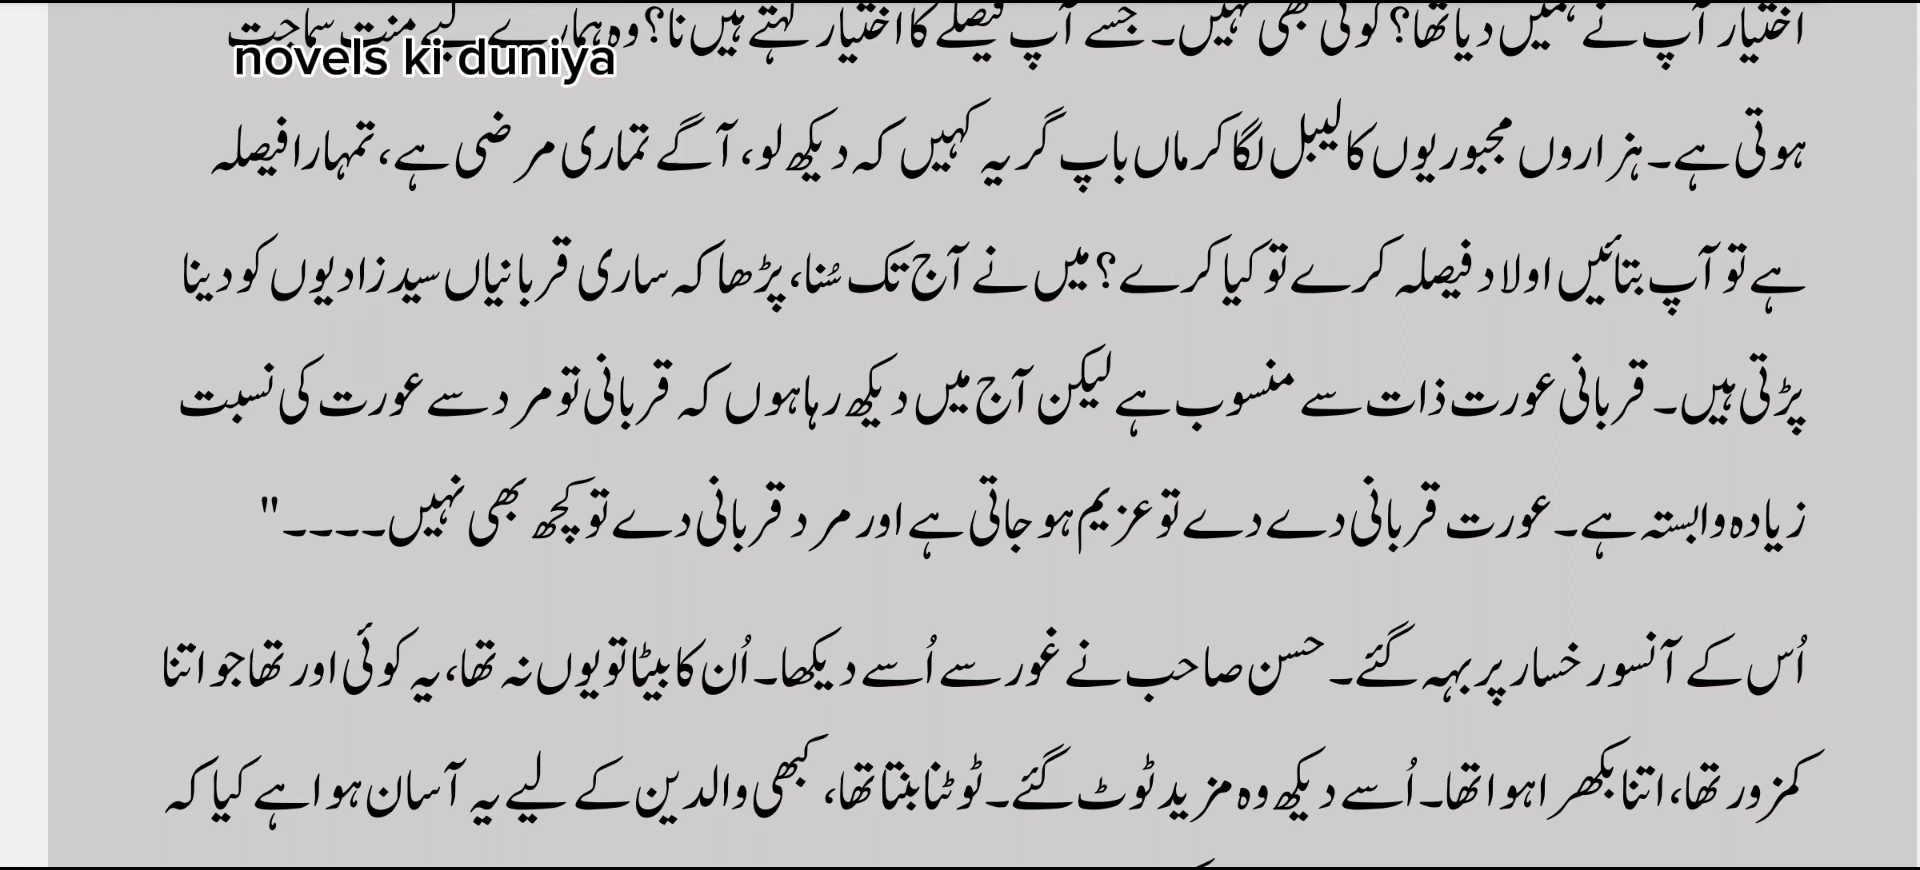 اختیار آپ نے ہمیں دیا تھا؟ کوئی بھی نہیں۔ جسے آپ فیصلے کا اختیار کہتے ہیں نا؟ وہ ہمارے لیے منت سماجت
novels ki duniya
ہوتی ہے۔ ہزاروں مجبوریوں کا لیبل لگا کر ماں باپ گر یہ کہیں کہ دیکھ لو، آگے تماری مرضی ہے، تمہارا فیصلہ
ہے تو آپ بتائیں اولاد فیصلہ کرے تو کیا کرے؟ میں نے آج تک سُنا، پڑھا کہ ساری قربانیاں سید زادیوں کو دینا
پڑتی ہیں۔ قربانی عورت ذات سے منسوب ہے لیکن آج میں دیکھ رہا ہوں کہ قربانی تو مرد سے عورت کی نسبت
زیادہ وابستہ ہے۔ عورت قربانی دے دے تو عزیم ہو جاتی ہے اور مرد قربانی دے تو کچھ بھی نہیں۔۔۔۔"
اُس کے آنسو رخسار پر بہہ گئے۔ حسن صاحب نے غور سے اُسے دیکھا۔ اُن کا بیٹا تو یوں نہ تھا، یہ کوئی اور تھا جو اتنا
کمزور تھا، اتنا بکھرا ہوا تھا۔ اُسے دیکھ وہ مزید ٹوٹ گئے۔ ٹوٹنا بنتا تھا، کبھی والدین کے لیے یہ آسان ہوا ہے کیا کہ